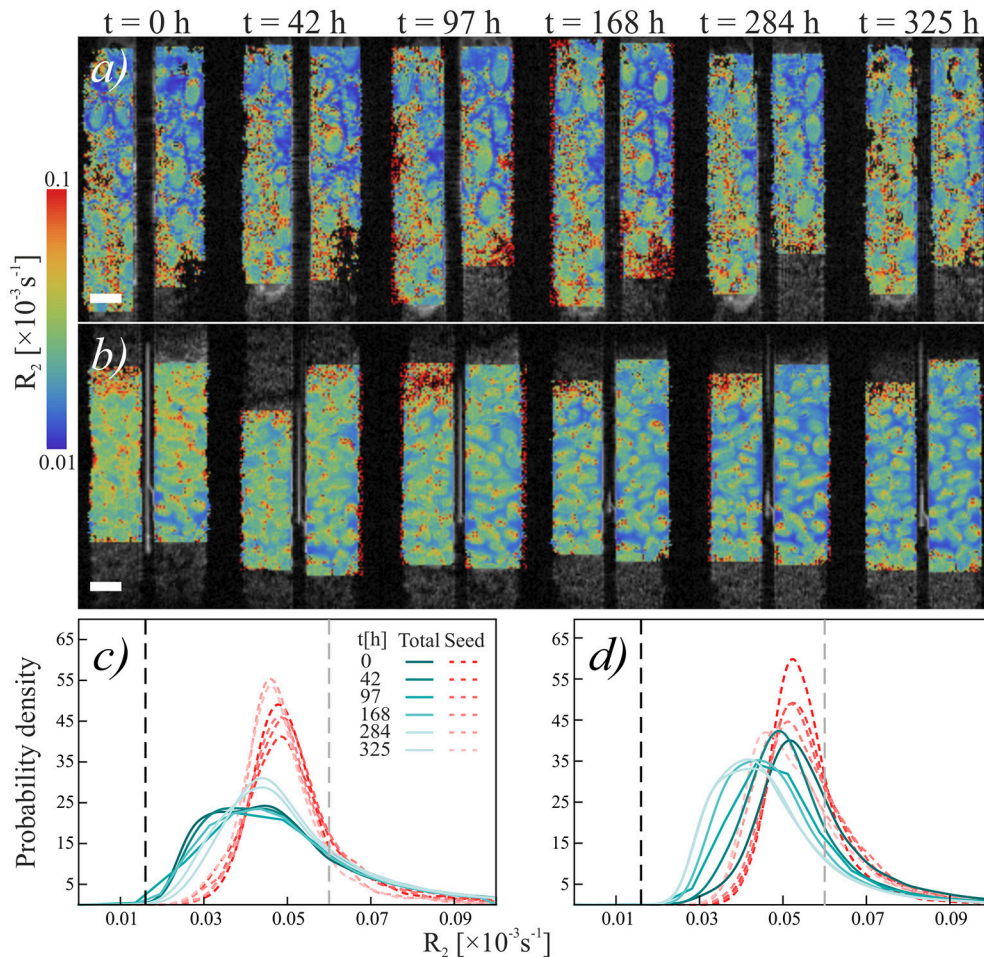 t = 0 h t = 42 h t = 97 h t = 168 h t = 284 h t = 325 h
a)
0.1
R₂ [×10⁻³s⁻¹]
0.01
b)
65 c) t[h] Total Seed 65 d)
0
55 42 55
97
45 168 45
284
35 325 35
25 25
15 15
5 5
Probability density
0.01 0.03 0.05 0.07 0.09 0.01 0.03 0.05 0.07 0.09
R₂ [×10⁻³s⁻¹]